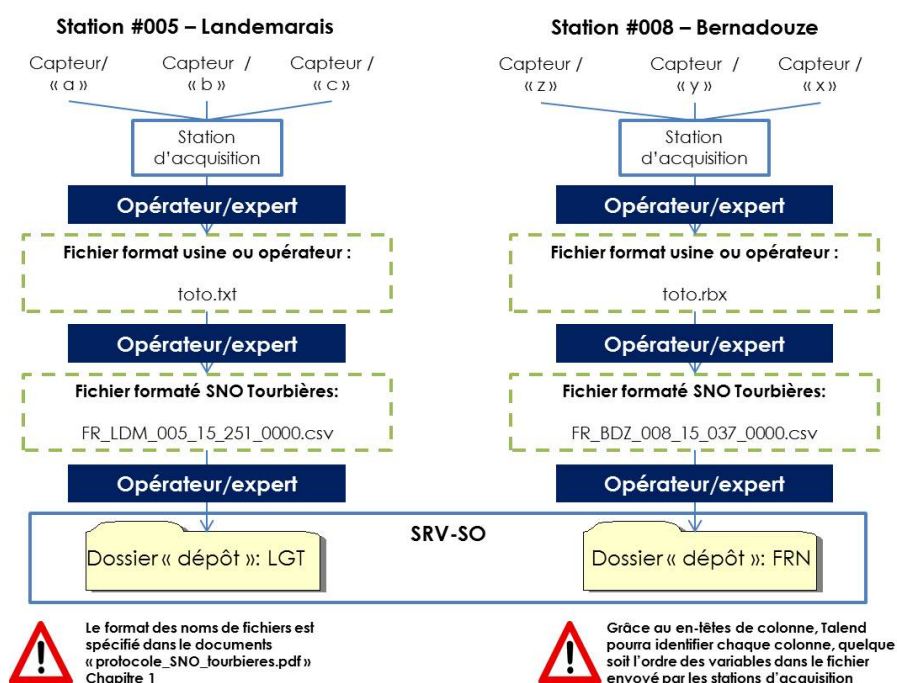 Station #005 – Landemarais
Capteur/
« a »
Capteur /
« b »
Capteur /
« c »
Station
d'acquisition
Opérateur/expert
Fichier format usine ou opérateur :
toto.txt
Opérateur/expert
Fichier formaté SNO Tourbières:
FR_LDM_005_15_251_0000.csv
Opérateur/expert
Station #008 – Bernadouze
Capteur /
« z »
Capteur /
« y »
Capteur /
« x »
Station
d'acquisition
Opérateur/expert
Fichier format usine ou opérateur :
toto.rbx
Opérateur/expert
Fichier formaté SNO Tourbières:
FR_BDZ_008_15_037_0000.csv
Opérateur/expert
SRV-SO
Dossier « dépôt »: LGT
Dossier « dépôt »: FRN
Le format des noms de fichiers est
spécifié dans le documents
« protocole_SNO_tourbieres.pdf »
Chapitre 1
Grâce au en-têtes de colonne, Talend
pourra identifier chaque colonne, quelque
soit l'ordre des variables dans le fichier
envoyé par les stations d'acquisition